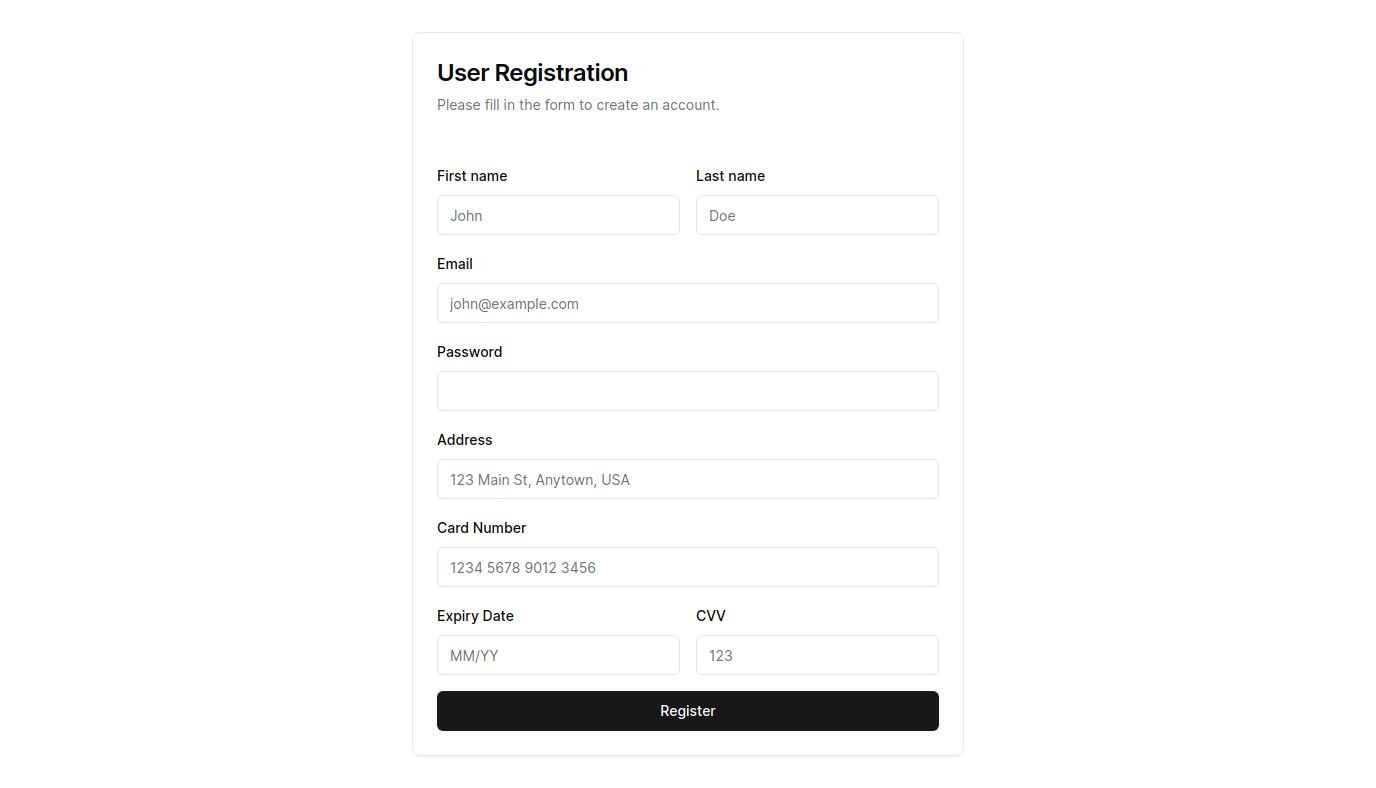 User Registration
Please fill in the form to create an account.
First name Last name
John Doe
Email
john@example.com
Password
Address
123 Main St, Anytown, USA
Card Number
1234 5678 9012 3456
Expiry Date CVV
MM/YY 123
Register